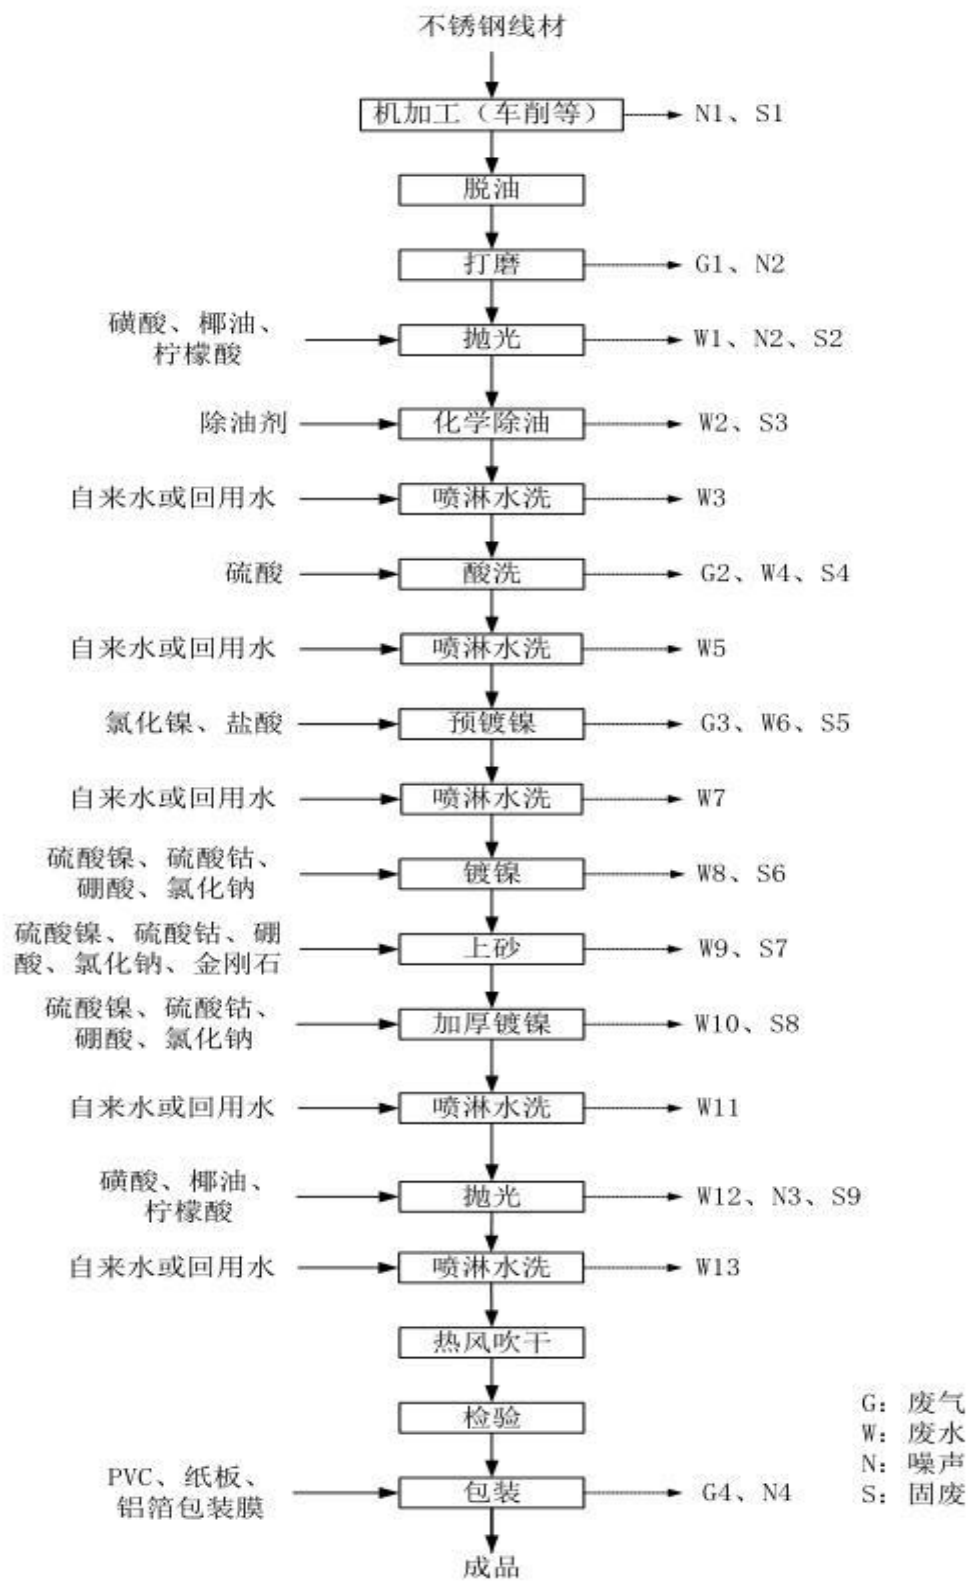 不锈钢线材
机加工（车削等）
N1、S1
脱油
打磨
G1、N2
磺酸、椰油、
柠檬酸
抛光
W1、N2、S2
除油剂
化学除油
W2、S3
自来水或回用水
喷淋水洗
W3
硫酸
酸洗
G2、W4、S4
自来水或回用水
喷淋水洗
W5
氯化镍、盐酸
预镀镍
G3、W6、S5
自来水或回用水
喷淋水洗
W7
硫酸镍、硫酸钴、
硼酸、氯化钠
镀镍
W8、S6
硫酸镍、硫酸钴、硼
酸、氯化钠、金刚石
上砂
W9、S7
硫酸镍、硫酸钴、
硼酸、氯化钠
加厚镀镍
W10、S8
自来水或回用水
喷淋水洗
W11
磺酸、椰油、
柠檬酸
抛光
W12、N3、S9
自来水或回用水
喷淋水洗
W13
热风吹干
检验
PVC、纸板、
铝箔包装膜
包装
G4、N4
成品
G：废气
W：废水
N：噪声
S：固废